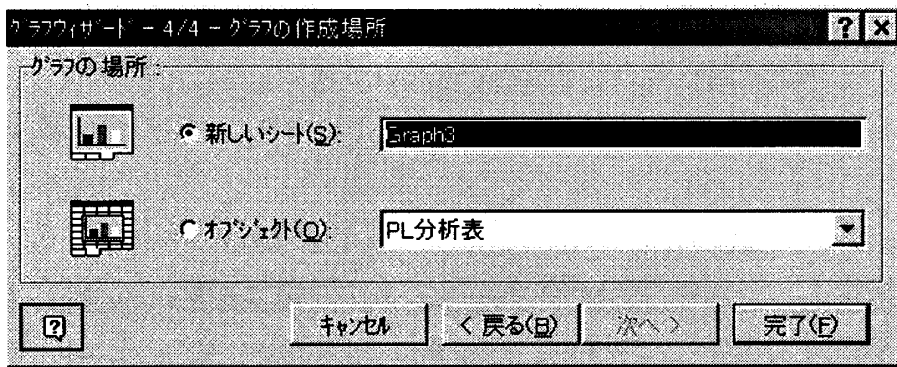 グラフウィザード - 4/4 - グラフの作成場所
グラフの場所:
新しいシート(S):
Graph3
オブジェクト(O):
PL分析表
キャンセル
< 戻る(B)
次へ >
完了(F)